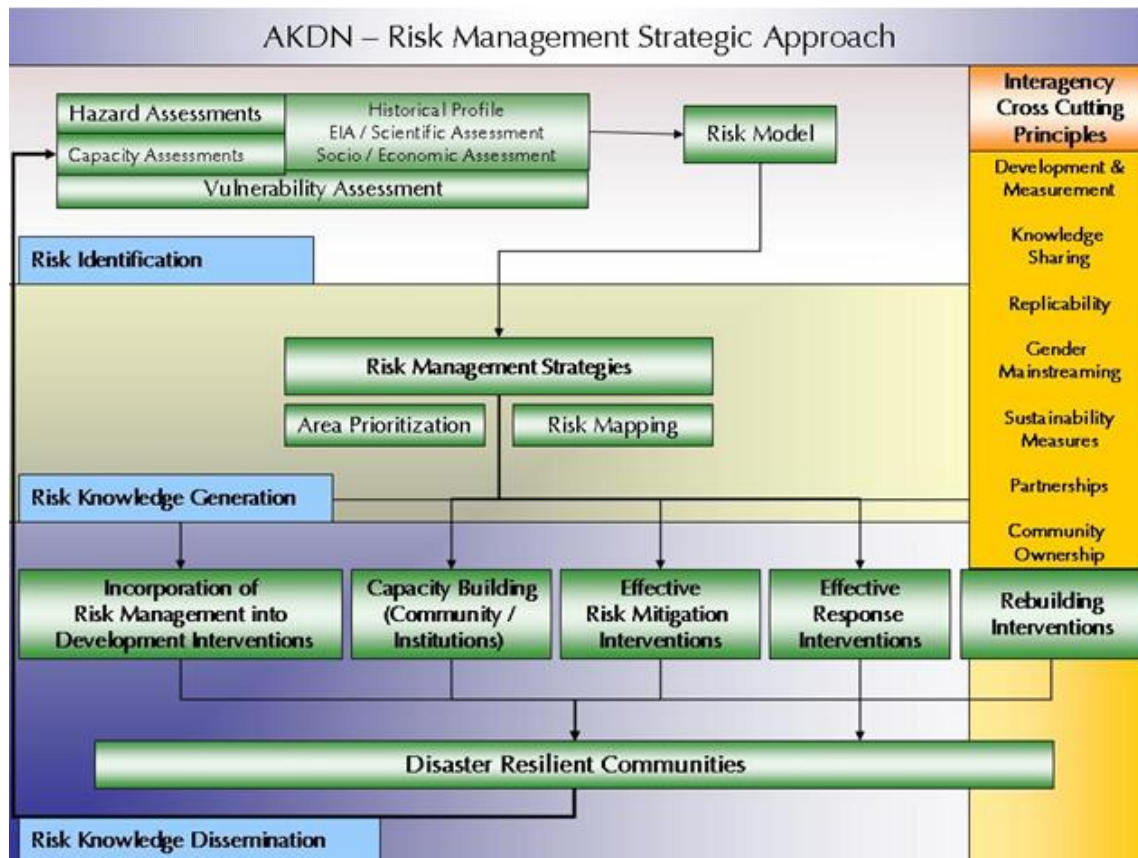 AKDN – Risk Management Strategic Approach
Hazard Assessments
Capacity Assessments
Historical Profile
EIA / Scientific Assessment
Socio / Economic Assessment
Vulnerability Assessment
Risk Model
Risk Identification
Interagency
Cross Cutting
Principles
Development &
Measurement
Knowledge
Sharing
Replicability
Gender
Mainstreaming
Sustainability
Measures
Partnerships
Community
Ownership
Risk Management Strategies
Area Prioritization
Risk Mapping
Risk Knowledge Generation
Incorporation of
Risk Management into
Development Interventions
Capacity Building
(Community /
Institutions)
Effective
Risk Mitigation
Interventions
Effective
Response
Interventions
Rebuilding
Interventions
Disaster Resilient Communities
Risk Knowledge Dissemination